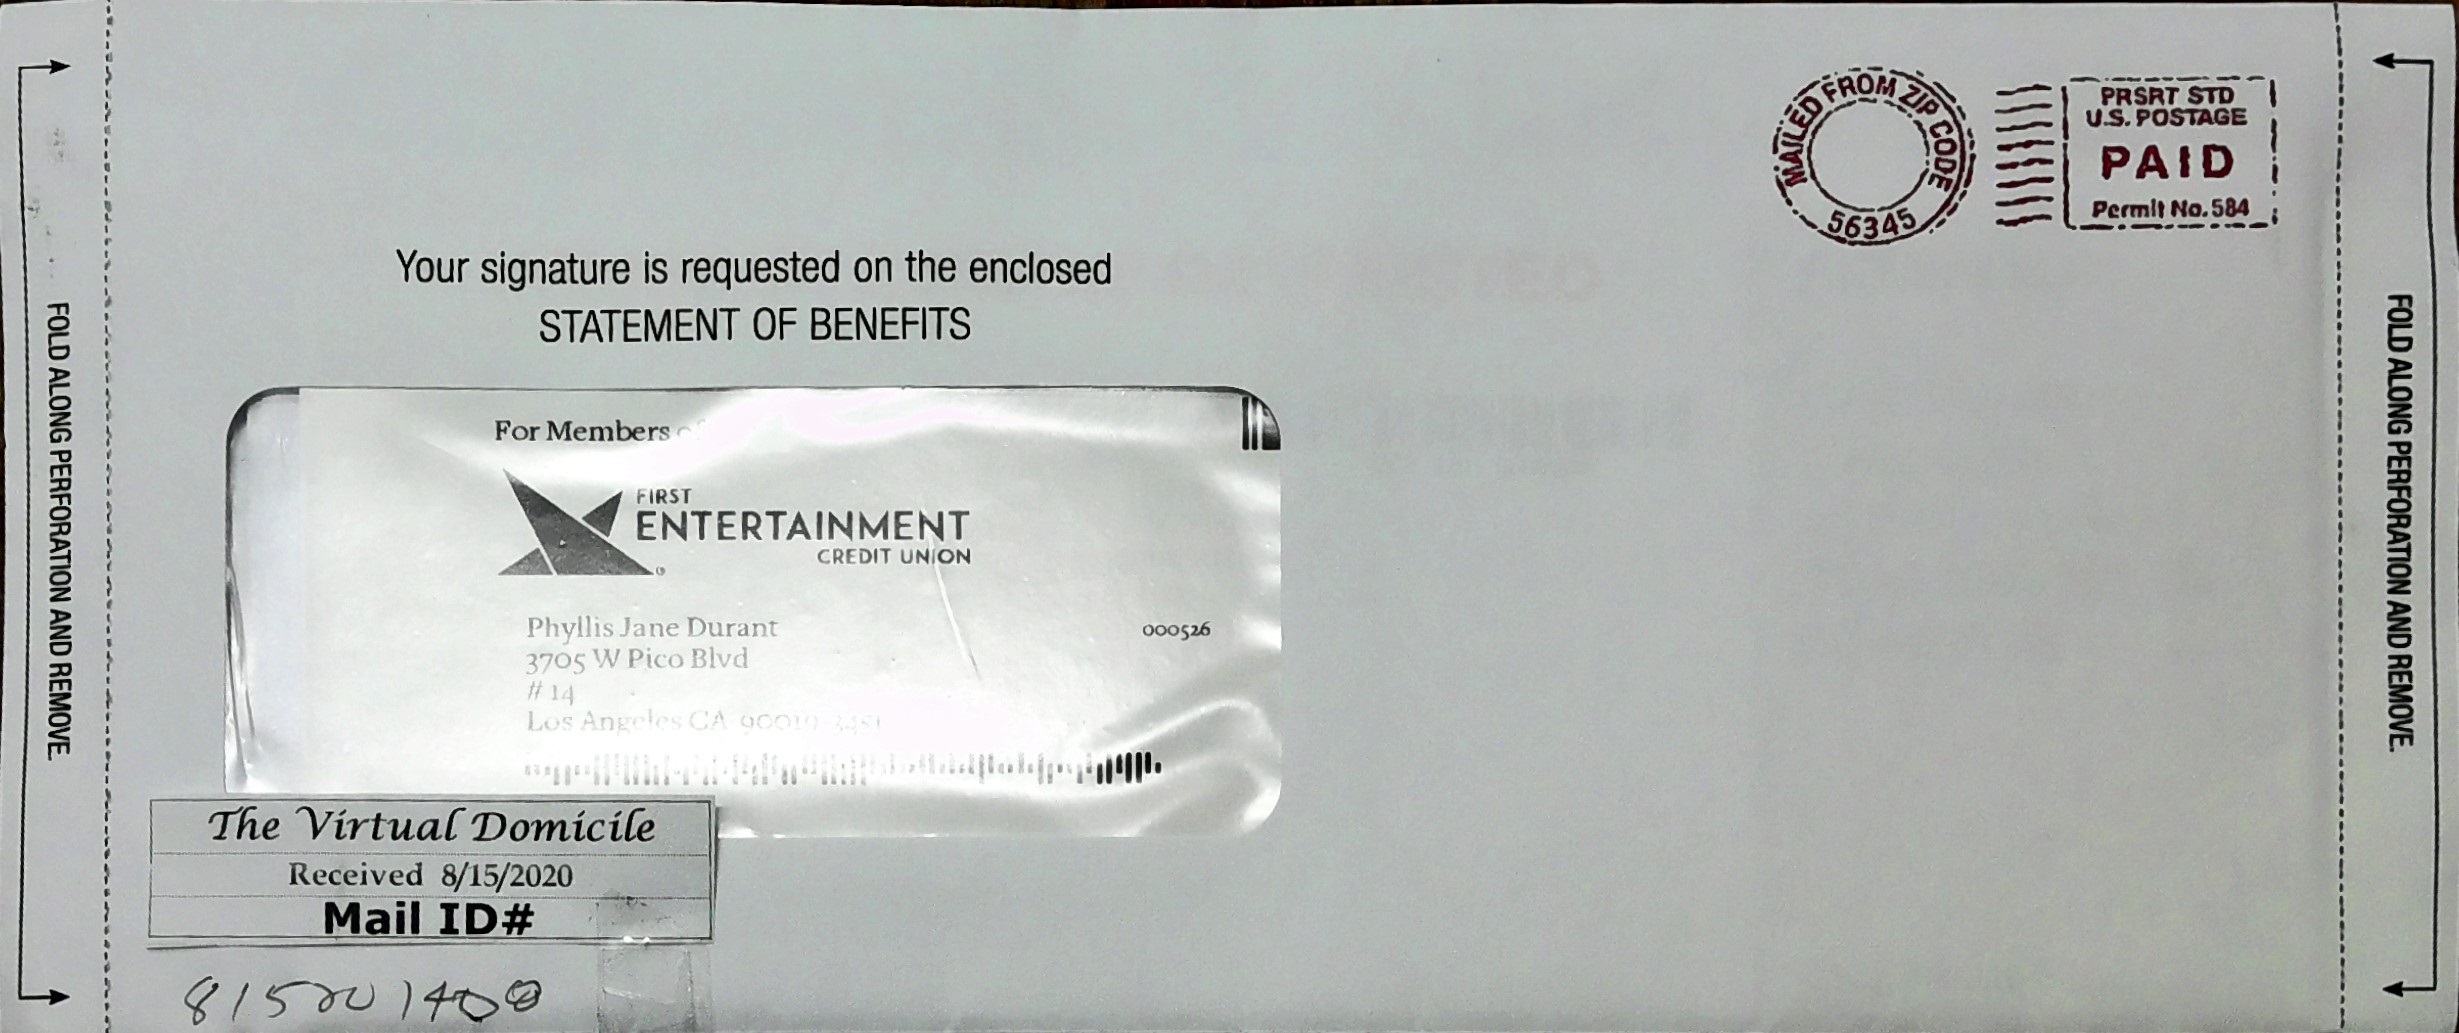 MAILED FROM ZIP CODE
56345
PRSRT STD
U.S. POSTAGE
PAID
Permit No. 584
Your signature is requested on the enclosed
STATEMENT OF BENEFITS
FOLD ALONG PERFORATION AND REMOVE.
FOLD ALONG PERFORATION AND REMOVE.
For Members
FIRST
ENTERTAINMENT
CREDIT UNION
Phyllis Jane Durant
000526
3705 W Pico Blvd
# 14
Los Angeles CA
The Virtual Domicile
Received 8/15/2020
Mail ID#